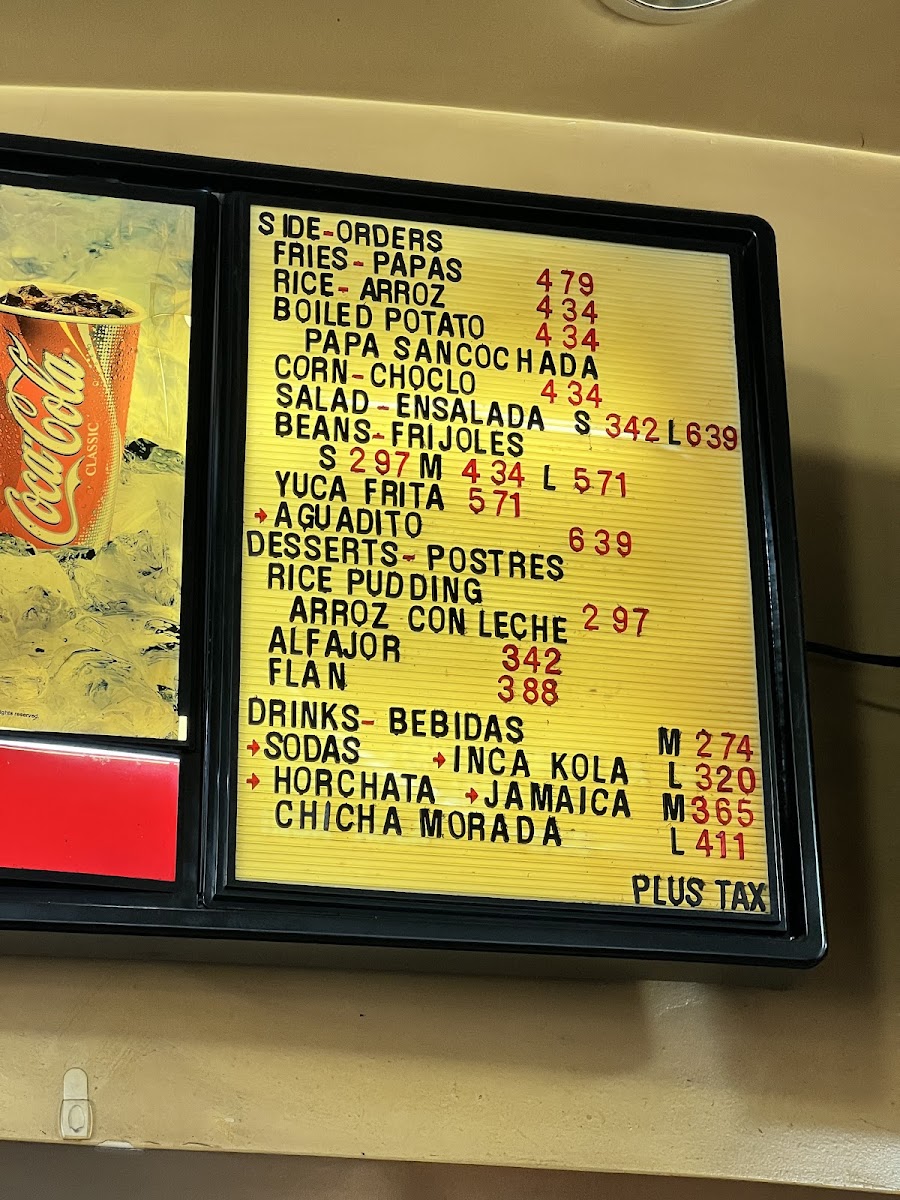 Coca-Cola
CLASSIC
SIDE-ORDERS
FRIES-PAPAS 479
RICE-ARROZ 434
BOILED POTATO 434
PAPA SANCOCHADA
CORN-CHOCLO 434
SALAD-ENSALADA S 342 L 639
BEANS-FRIJOLES
S 297 M 434 L 571
YUCA FRITA 571
→AGUADITO 639
DESSERTS-POSTRES
RICE PUDDING
ARROZ CON LECHE 297
ALFAJOR 342
FLAN 388
DRINKS-BEBIDAS M 274
→SODAS →INCA KOLA L 320
→HORCHATA →JAMAICA M 365
CHICHA MORADA L 411
PLUS TAX